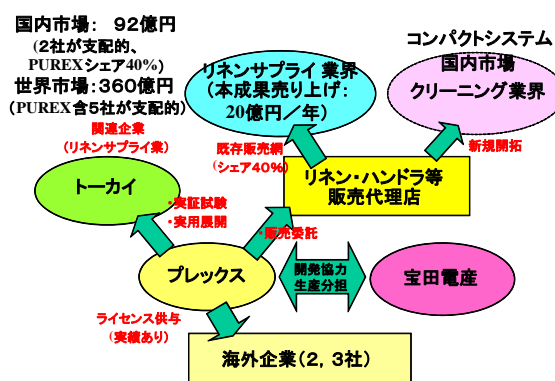 国内市場: 92億円
(2社が支配的、
PUREXシェア40%)
世界市場:360億円
(PUREX含5社が支配的)
関連企業
(リネンサプライ業)
リネンサプライ 業界
(本成果売り上げ:
20億円/年)
コンパクトシステム
国内市場
クリーニング業界
既存販売網
(シェア40%)
新規開拓
トーカイ
リネン・ハンドラ等
販売代理店
・実証試験
・実用展開
・販売委託
プレックス
開発協力
生産分担
宝田電産
ライセンス供与
(実績あり)
海外企業(2, 3社)